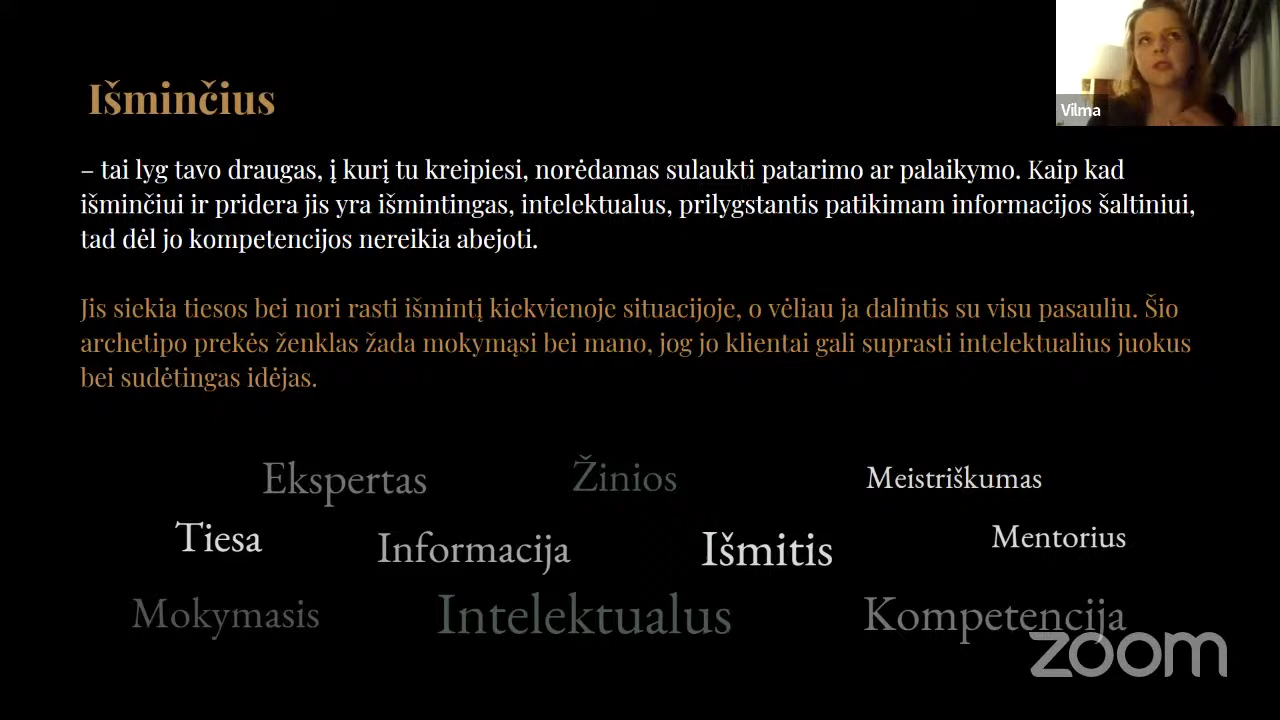 Išminčius
Vilma
– tai lyg tavo draugas, į kurį tu kreipiesi, norėdamas sulaukti patarimo ar palaikymo. Kaip kad
išminčiui ir pridera jis yra išmintingas, intelektualus, prilygstantis patikimam informacijos šaltiniui,
tad dėl jo kompetencijos nereikia abejoti.
Jis siekia tiesos bei nori rasti išmintį kiekvienoje situacijoje, o vėliau ja dalintis su visu pasauliu. Šio
archetipo prekės ženklas žada mokymąsi bei mano, jog jo klientai gali suprasti intelektualius juokus
bei sudėtingas idėjas.
Ekspertas Žinios Meistriškumas
Tiesa Informacija Išmitis Mentorius
Mokymasis Intelektualus Kompetencija
zoom